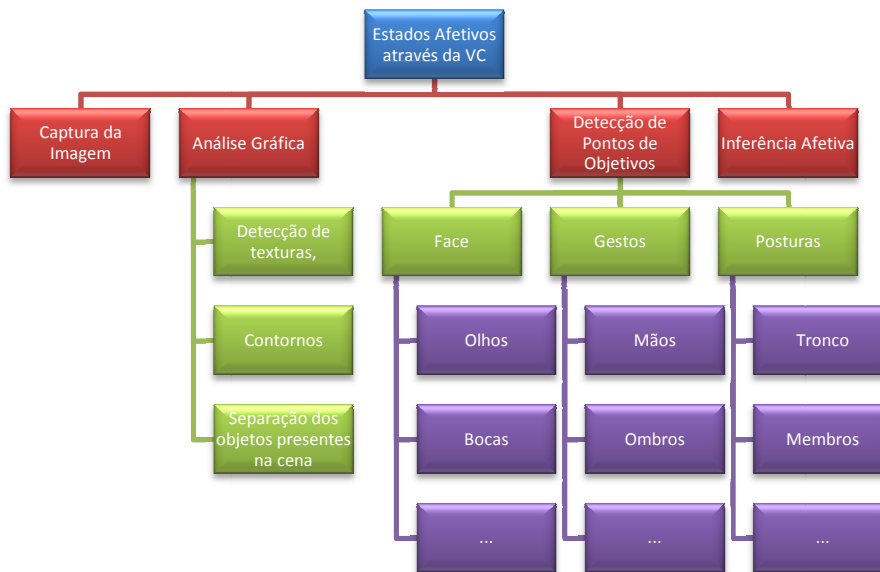 Estados Afetivos
através da VC
Captura da
Imagem
Análise Gráfica
Detecção de
Pontos de
Objetivos
Inferência Afetiva
Detecção de
texturas,
Contornos
Separação dos
objetos presentes
na cena
Face
Olhos
Bocas
...
Gestos
Mãos
Ombros
...
Posturas
Tronco
Membros
...